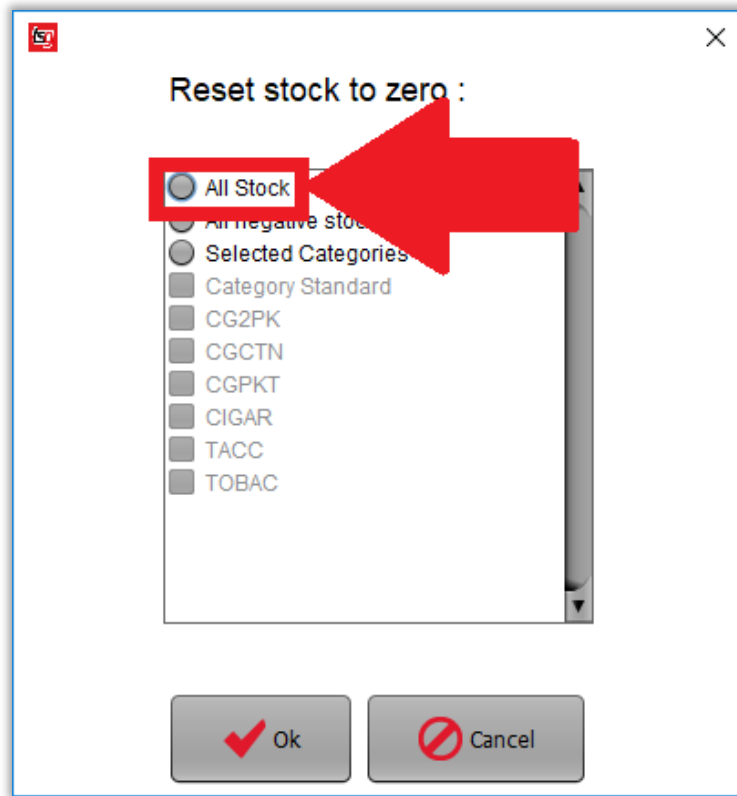 Reset stock to zero :
All Stock
All negative
Selected Categories
Category Standard
CG2PK
CGCTN
CGPKT
CIGAR
TACC
TOBAC
Ok
Cancel